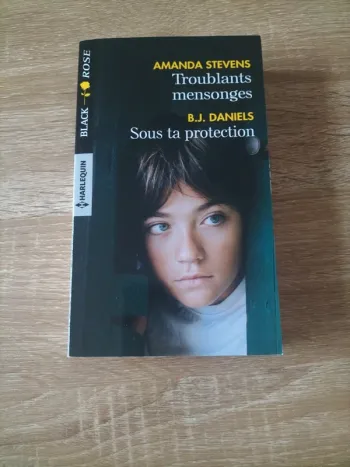 AMANDA STEVENS
Troublants
mensonges
B.J. DANIELS
Sous ta protection
BLACK ROSE
HARLEQUIN